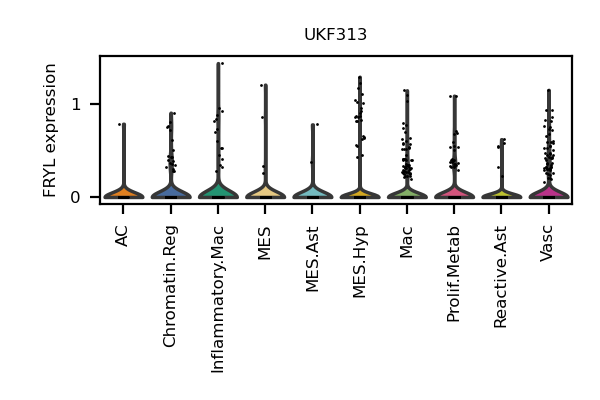 UKF313
FRYL expression
1
0
AC
Chromatin.Reg
Inflammatory.Mac
MES
MES.Ast
MES.Hyp
Mac
Prolif.Metab
Reactive.Ast
Vasc